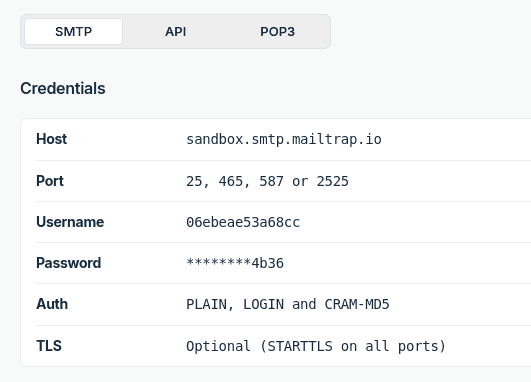 SMTP API POP3
Credentials
Host sandbox.smtp.mailtrap.io
Port 25, 465, 587 or 2525
Username 06ebeae53a68cc
Password ********4b36
Auth PLAIN, LOGIN and CRAM-MD5
TLS Optional (STARTTLS on all ports)